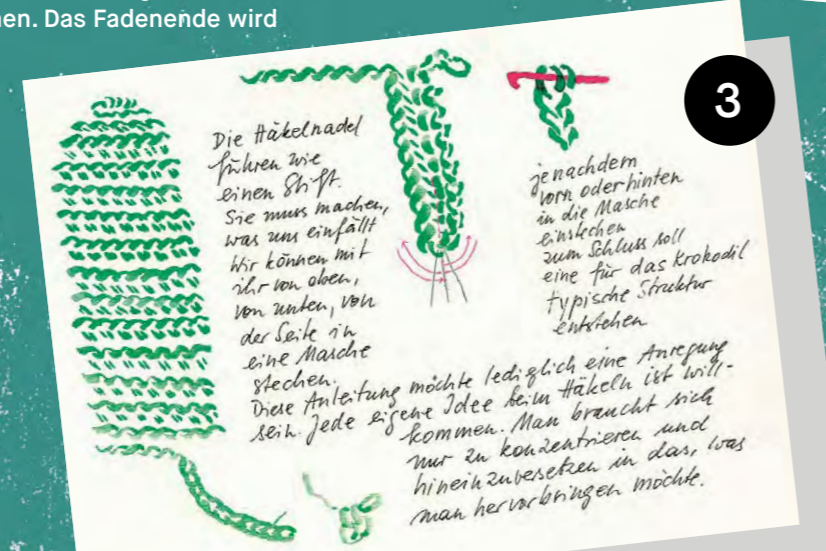 en. Das Fadenende wird
3
Die Häkelnadel
führen wie
einen Stift.
Sie muss machen,
was uns einfällt
Wir können mit
ihr von oben,
von unten, von
der Seite in
eine Masche
stechen.
je nachdem
vorn oder hinten
in die Masche
einstechen
zum Schluss soll
eine für das Krokodil
typische Struktur
entstehen
Diese Anleitung möchte lediglich eine Anregung
sein. Jede eigene Idee beim Häkeln ist will-
kommen. Man braucht sich
nur zu konzentrieren und
hineinzuversetzen in das, was
man hervorbringen möchte.